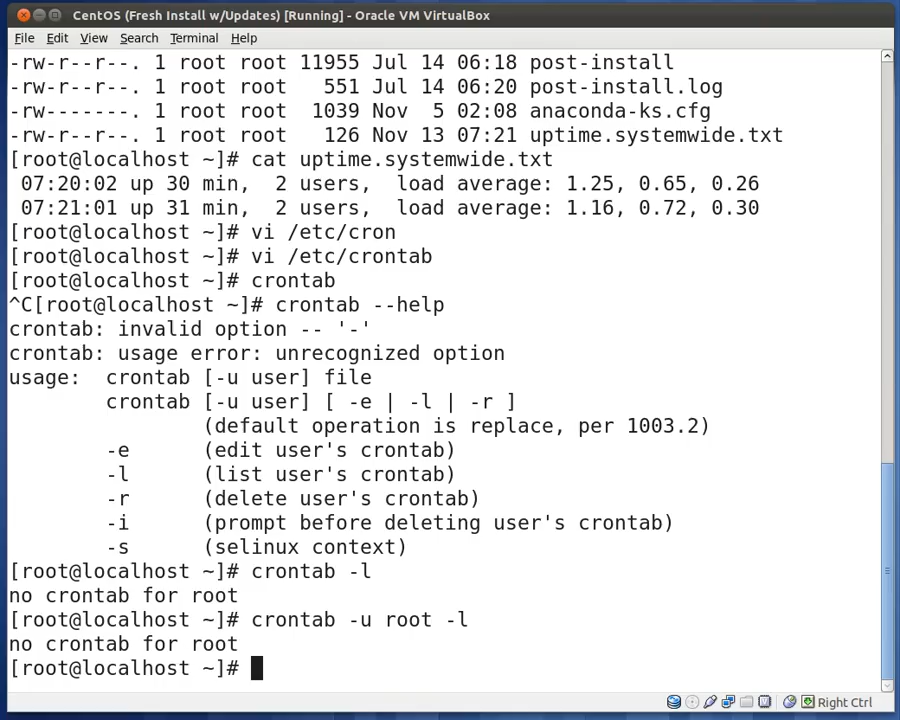 CentOS (Fresh Install w/Updates) [Running] - Oracle VM VirtualBox
File Edit View Search Terminal Help
-rw-r--r--. 1 root root 11955 Jul 14 06:18 post-install
-rw-r--r--. 1 root root   551 Jul 14 06:20 post-install.log
-rw-------. 1 root root  1039 Nov  5 02:08 anaconda-ks.cfg
-rw-r--r--. 1 root root   126 Nov 13 07:21 uptime.systemwide.txt
[root@localhost ~]# cat uptime.systemwide.txt
 07:20:02 up 30 min,  2 users,  load average: 1.25, 0.65, 0.26
 07:21:01 up 31 min,  2 users,  load average: 1.16, 0.72, 0.30
[root@localhost ~]# vi /etc/cron
[root@localhost ~]# vi /etc/crontab
[root@localhost ~]# crontab
^C[root@localhost ~]# crontab --help
crontab: invalid option -- '-'
crontab: usage error: unrecognized option
usage:  crontab [-u user] file
        crontab [-u user] [ -e | -l | -r ]
                (default operation is replace, per 1003.2)
        -e      (edit user's crontab)
        -l      (list user's crontab)
        -r      (delete user's crontab)
        -i      (prompt before deleting user's crontab)
        -s      (selinux context)
[root@localhost ~]# crontab -l
no crontab for root
[root@localhost ~]# crontab -u root -l
no crontab for root
[root@localhost ~]#
Right Ctrl